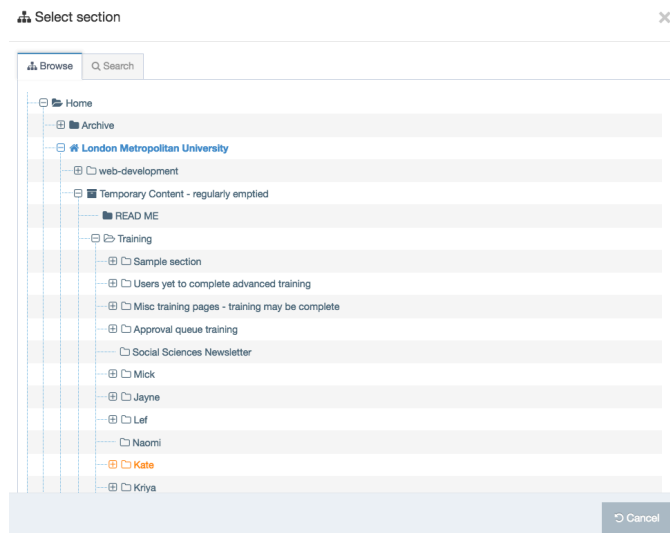 Select section
Browse
Search
Home
Archive
London Metropolitan University
web-development
Temporary Content - regularly emptied
READ ME
Training
Sample section
Users yet to complete advanced training
Misc training pages - training may be complete
Approval queue training
Social Sciences Newsletter
Mick
Jayne
Lef
Naomi
Kate
Kriya
Cancel